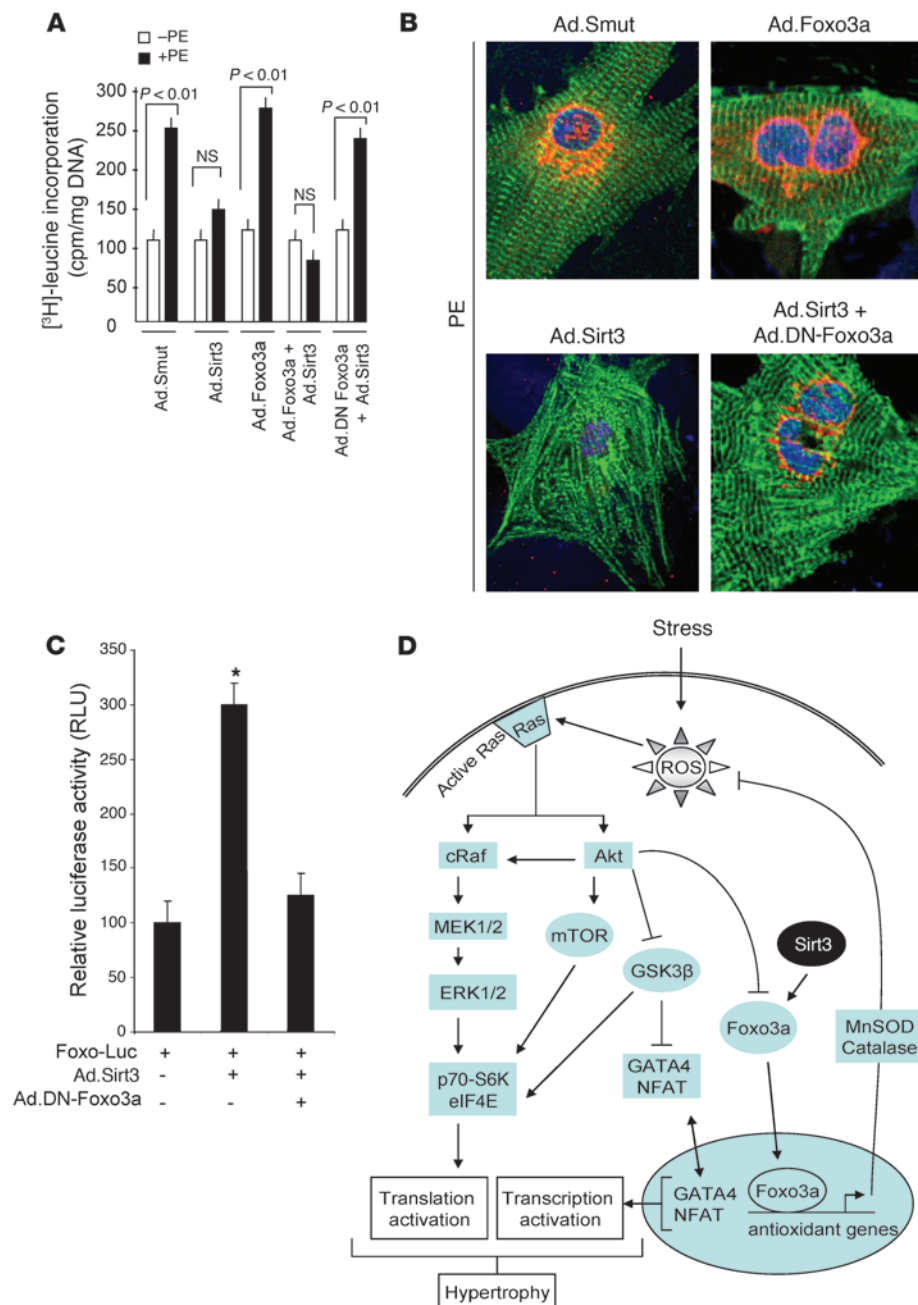 A
–PE
+PE
P < 0.01
NS
P < 0.01
NS
P < 0.01
[³H]-leucine incorporation
(cpm/mg DNA)
300
250
200
150
100
50
0
Ad.Smut
Ad.Sirt3
Ad.Foxo3a
Ad.Foxo3a +
Ad.Sirt3
Ad.DN Foxo3a
+ Ad.Sirt3
B
Ad.Smut
Ad.Foxo3a
PE
Ad.Sirt3
Ad.Sirt3 +
Ad.DN-Foxo3a
C
Relative luciferase activity (RLU)
350
300
250
200
150
100
50
0
*
Foxo-Luc + + +
Ad.Sirt3 - + +
Ad.DN-Foxo3a - - +
D
Stress
Active Ras
Ras
ROS
cRaf
Akt
MEK1/2
mTOR
Sirt3
GSK3β
ERK1/2
Foxo3a
MnSOD
Catalase
p70-S6K
eIF4E
GATA4
NFAT
Translation
activation
Transcription
activation
GATA4
NFAT
Foxo3a
antioxidant genes
Hypertrophy